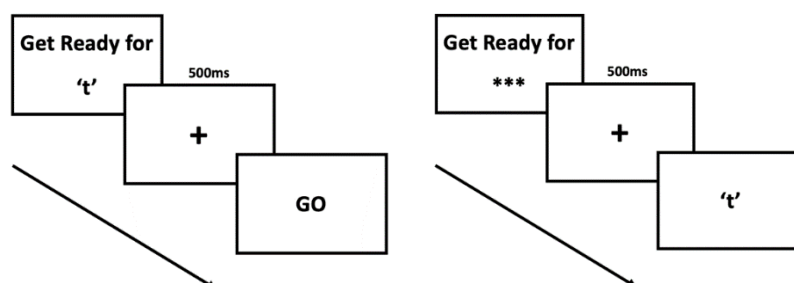 Get Ready for
‘t’
500ms
+
GO
Get Ready for
***
500ms
+
‘t’